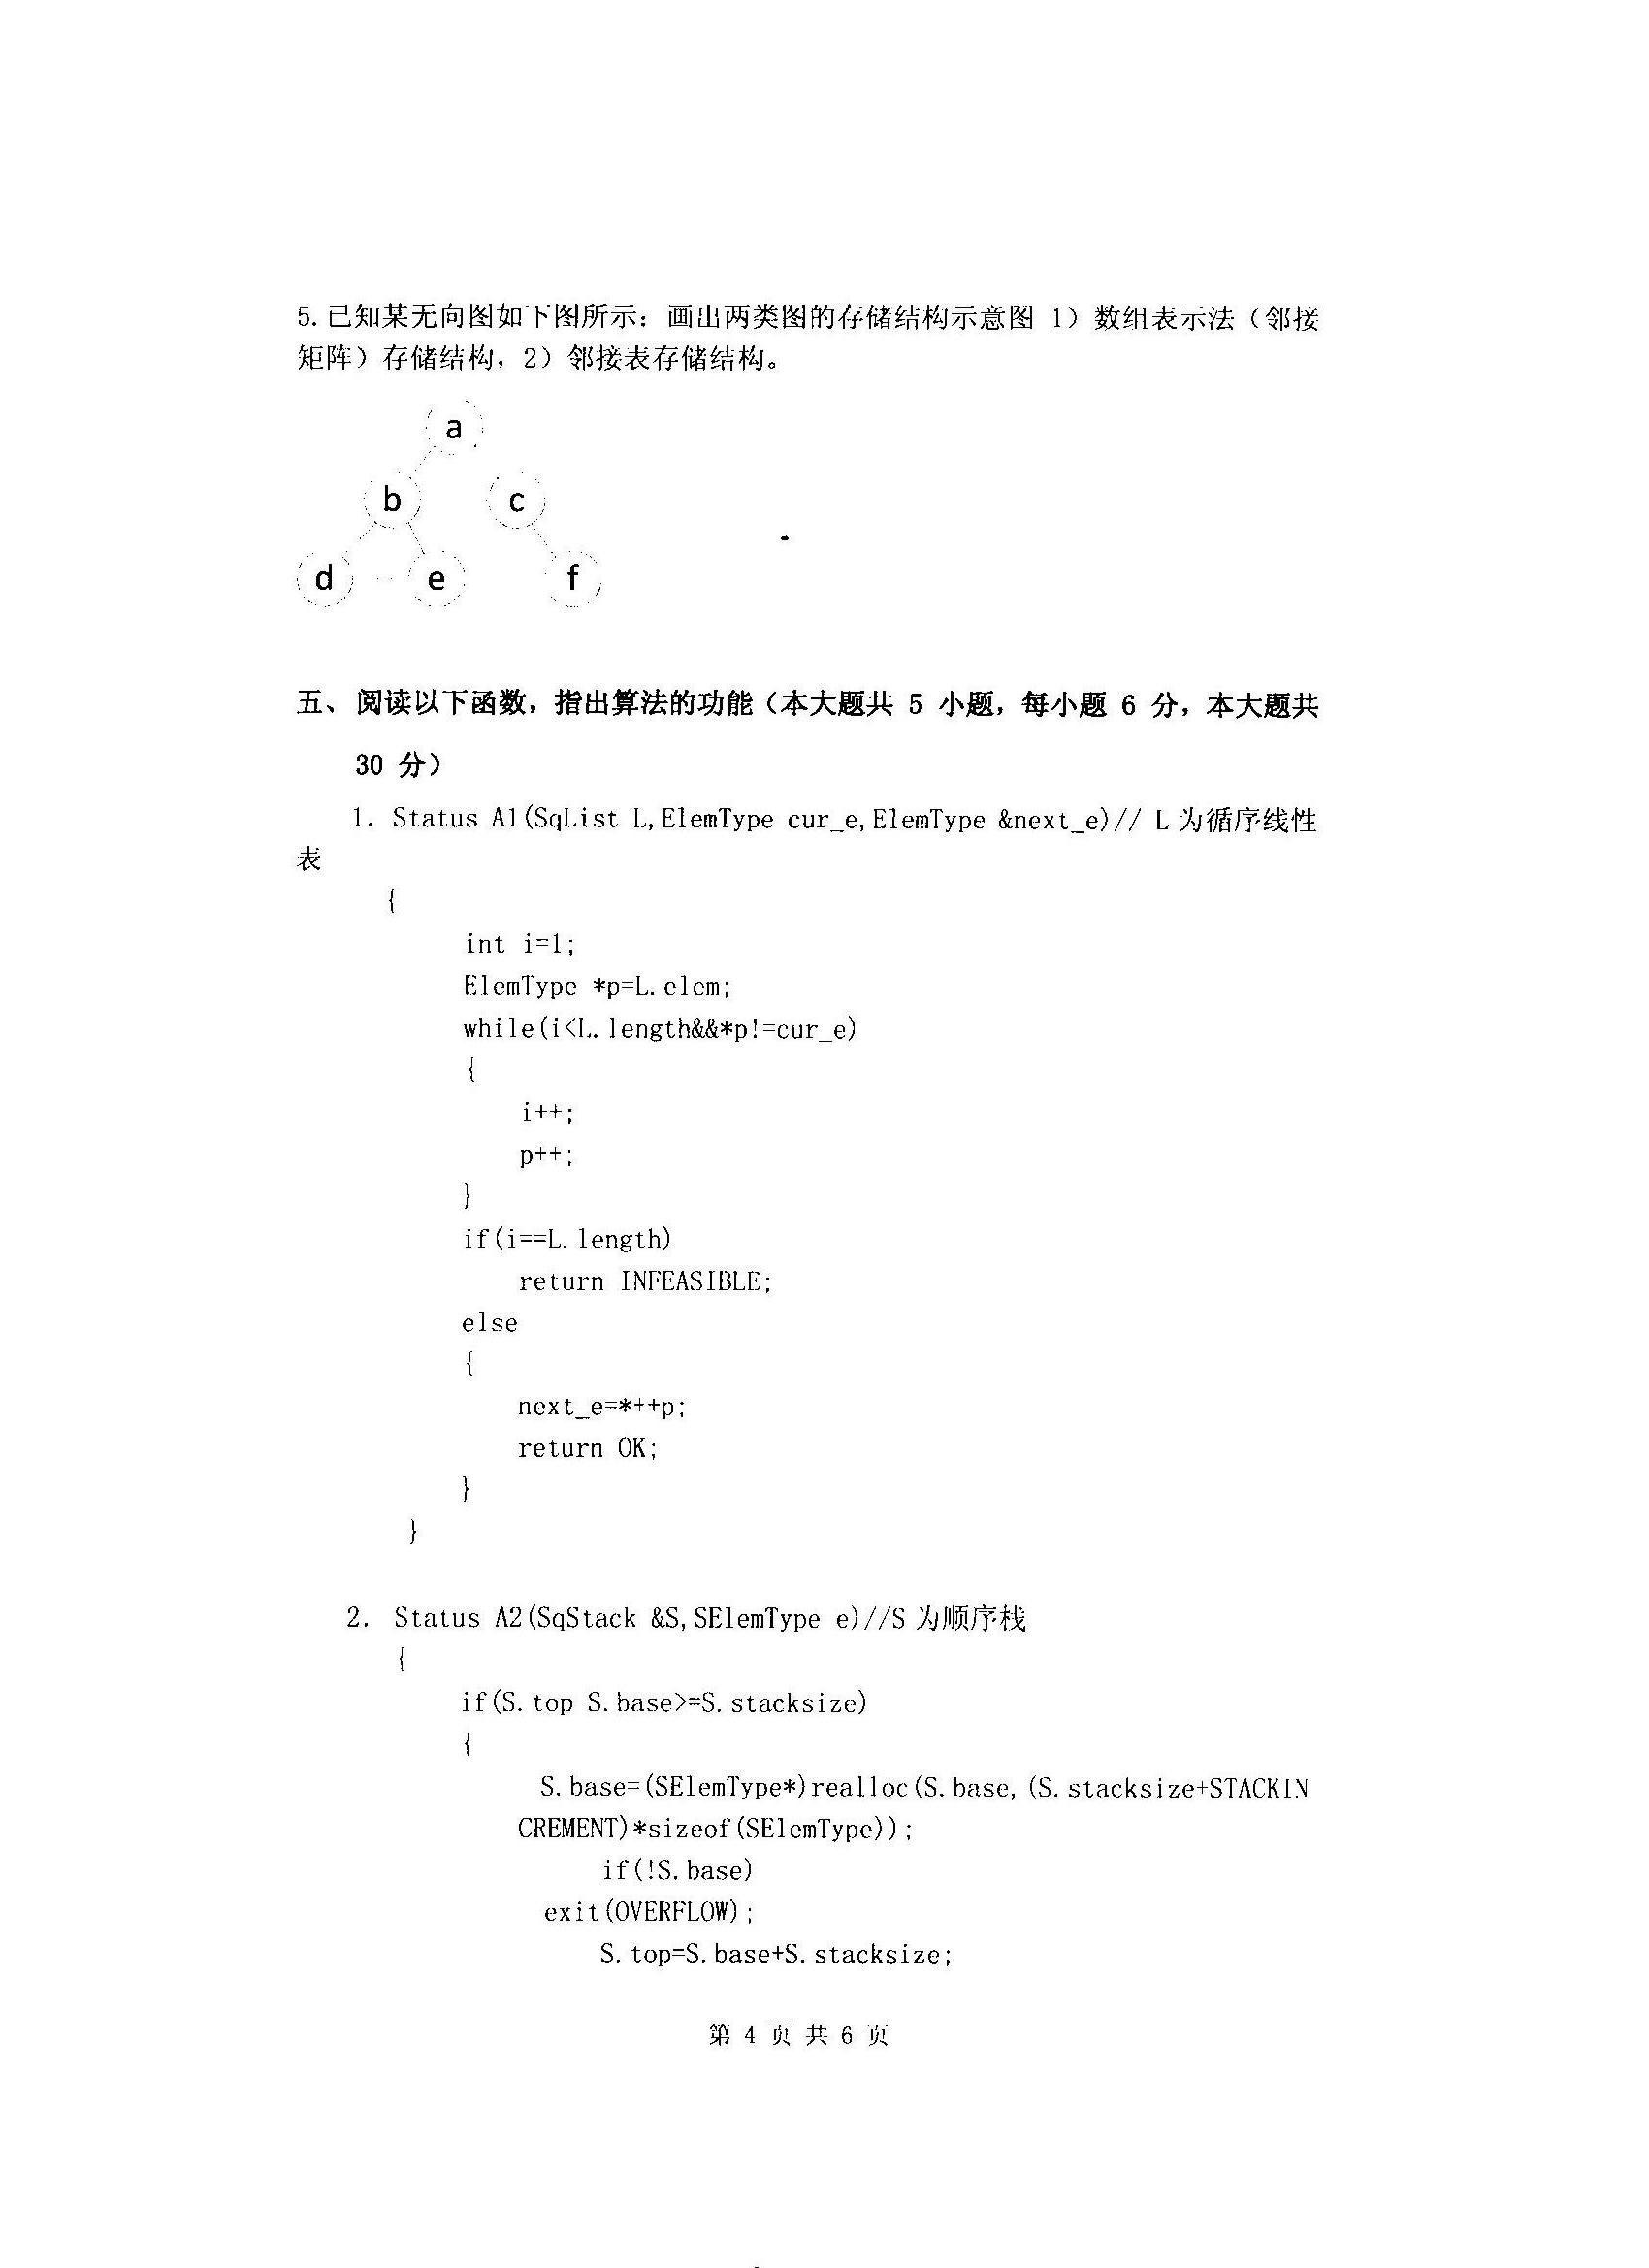 5.已知某无向图如下图所示：画出两类图的存储结构示意图 1）数组表示法（邻接
矩阵）存储结构，2）邻接表存储结构。
a
b c
d e f
五、 阅读以下函数，指出算法的功能（本大题共 5 小题，每小题 6 分，本大题共
30 分）
1. Status A1(SqList L,ElemType cur_e,ElemType &next_e)// L 为循序线性
表
{
int i=1;
ElemType *p=L.elem;
while(i<L.length&&*p!=cur_e)
{
i++;
p++;
}
if(i==L.length)
return INFEASIBLE;
else
{
next_e=*++p;
return OK;
}
}
2. Status A2(SqStack &S,SElemType e)//S 为顺序栈
{
if(S.top-S.base>=S.stacksize)
{
S.base=(SElemType*)realloc(S.base,(S.stacksize+STACKIN
CREMENT)*sizeof(SElemType));
if(!S.base)
exit(OVERFLOW);
S.top=S.base+S.stacksize;
第 4 页 共 6 页